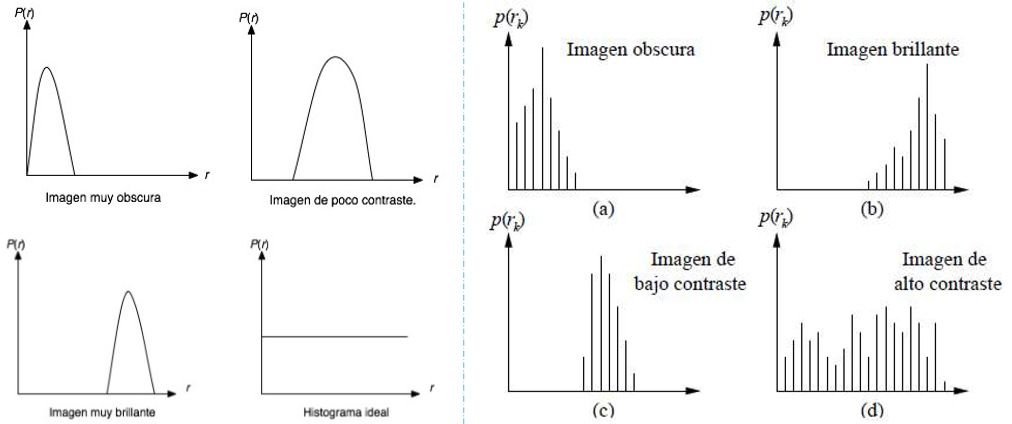 P(r)
r
Imagen muy obscura
P(r)
r
Imagen de poco contraste.
P(r)
r
Imagen muy brillante
P(r)
r
Histograma ideal
p(rk)
Imagen obscura
(a)
p(rk)
Imagen brillante
(b)
p(rk)
Imagen de
bajo contraste
(c)
p(rk)
Imagen de
alto contraste
(d)